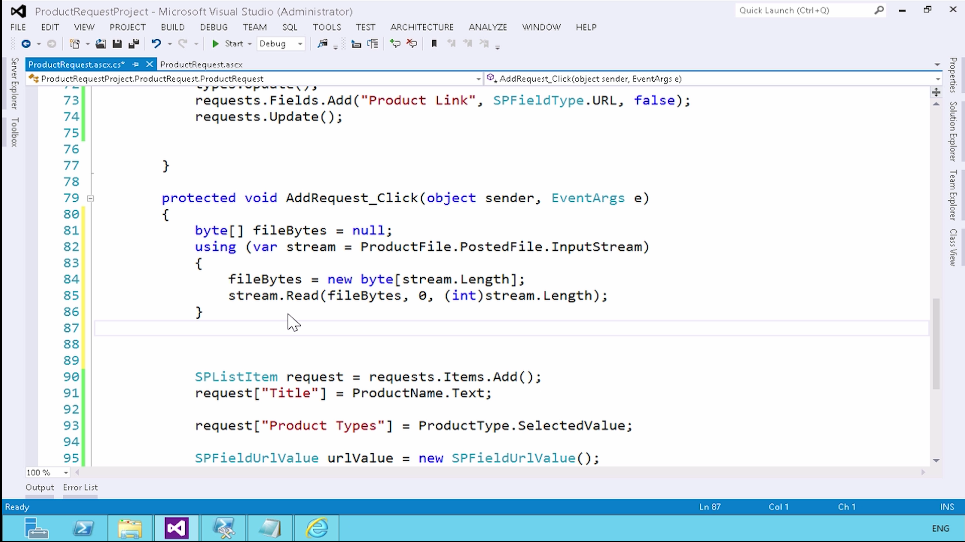 ProductRequestProject - Microsoft Visual Studio (Administrator)
Quick Launch (Ctrl+Q)
FILE EDIT VIEW PROJECT BUILD DEBUG TEAM SQL TOOLS TEST ARCHITECTURE ANALYZE WINDOW HELP
Start Debug
ProductRequest.ascx.cs* ProductRequest.ascx
ProductRequestProject.ProductRequest.ProductRequest AddRequest_Click(object sender, EventArgs e)
Server Explorer
Toolbox
Properties
Solution Explorer
Team Explorer
Class View
72 types.Update();
73 requests.Fields.Add("Product Link", SPFieldType.URL, false);
74 requests.Update();
75
76
77 }
78
79 protected void AddRequest_Click(object sender, EventArgs e)
80 {
81 byte[] fileBytes = null;
82 using (var stream = ProductFile.PostedFile.InputStream)
83 {
84 fileBytes = new byte[stream.Length];
85 stream.Read(fileBytes, 0, (int)stream.Length);
86 }
87
88
89
90 SPListItem request = requests.Items.Add();
91 request["Title"] = ProductName.Text;
92
93 request["Product Types"] = ProductType.SelectedValue;
94
95 SPFieldUrlValue urlValue = new SPFieldUrlValue();
100 %
Output Error List
Ready Ln 87 Col 1 Ch 1 INS
ENG